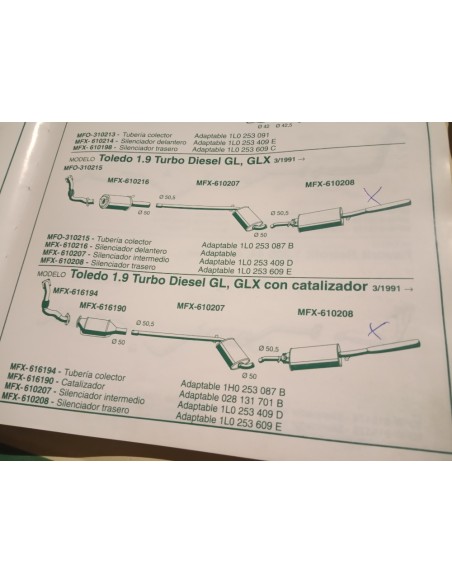 Ø 42 Ø 42,5
MFO-310213 - Tubería colector Adaptable 1L0 253 091
MFX-610214 - Silenciador delantero Adaptable 1L0 253 409 E
MFX-610198 - Silenciador trasero Adaptable 1L0 253 609 C
MODELO Toledo 1.9 Turbo Diesel GL, GLX 3/1991 →
MFO-310215
MFX-610216 MFX-610207 MFX-610208
Ø 50,5
Ø 50 Ø 50,5
Ø 50
MFO-310215 - Tubería colector Adaptable 1L0 253 087 B
MFX-610216 - Silenciador delantero Adaptable
MFX-610207 - Silenciador intermedio Adaptable 1L0 253 409 D
MFX-610208 - Silenciador trasero Adaptable 1L0 253 609 E
MODELO Toledo 1.9 Turbo Diesel GL, GLX con catalizador 3/1991 →
MFX-616194
MFX-616190 MFX-610207 MFX-610208
Ø 50,5
Ø 50,5
Ø 50
Ø 50
MFX-616194 - Tubería colector Adaptable 1H0 253 087 B
MFX-616190 - Catalizador Adaptable 028 131 701 B
MFX-610207 - Silenciador intermedio Adaptable 1L0 253 409 D
MFX-610208 - Silenciador trasero Adaptable 1L0 253 609 E